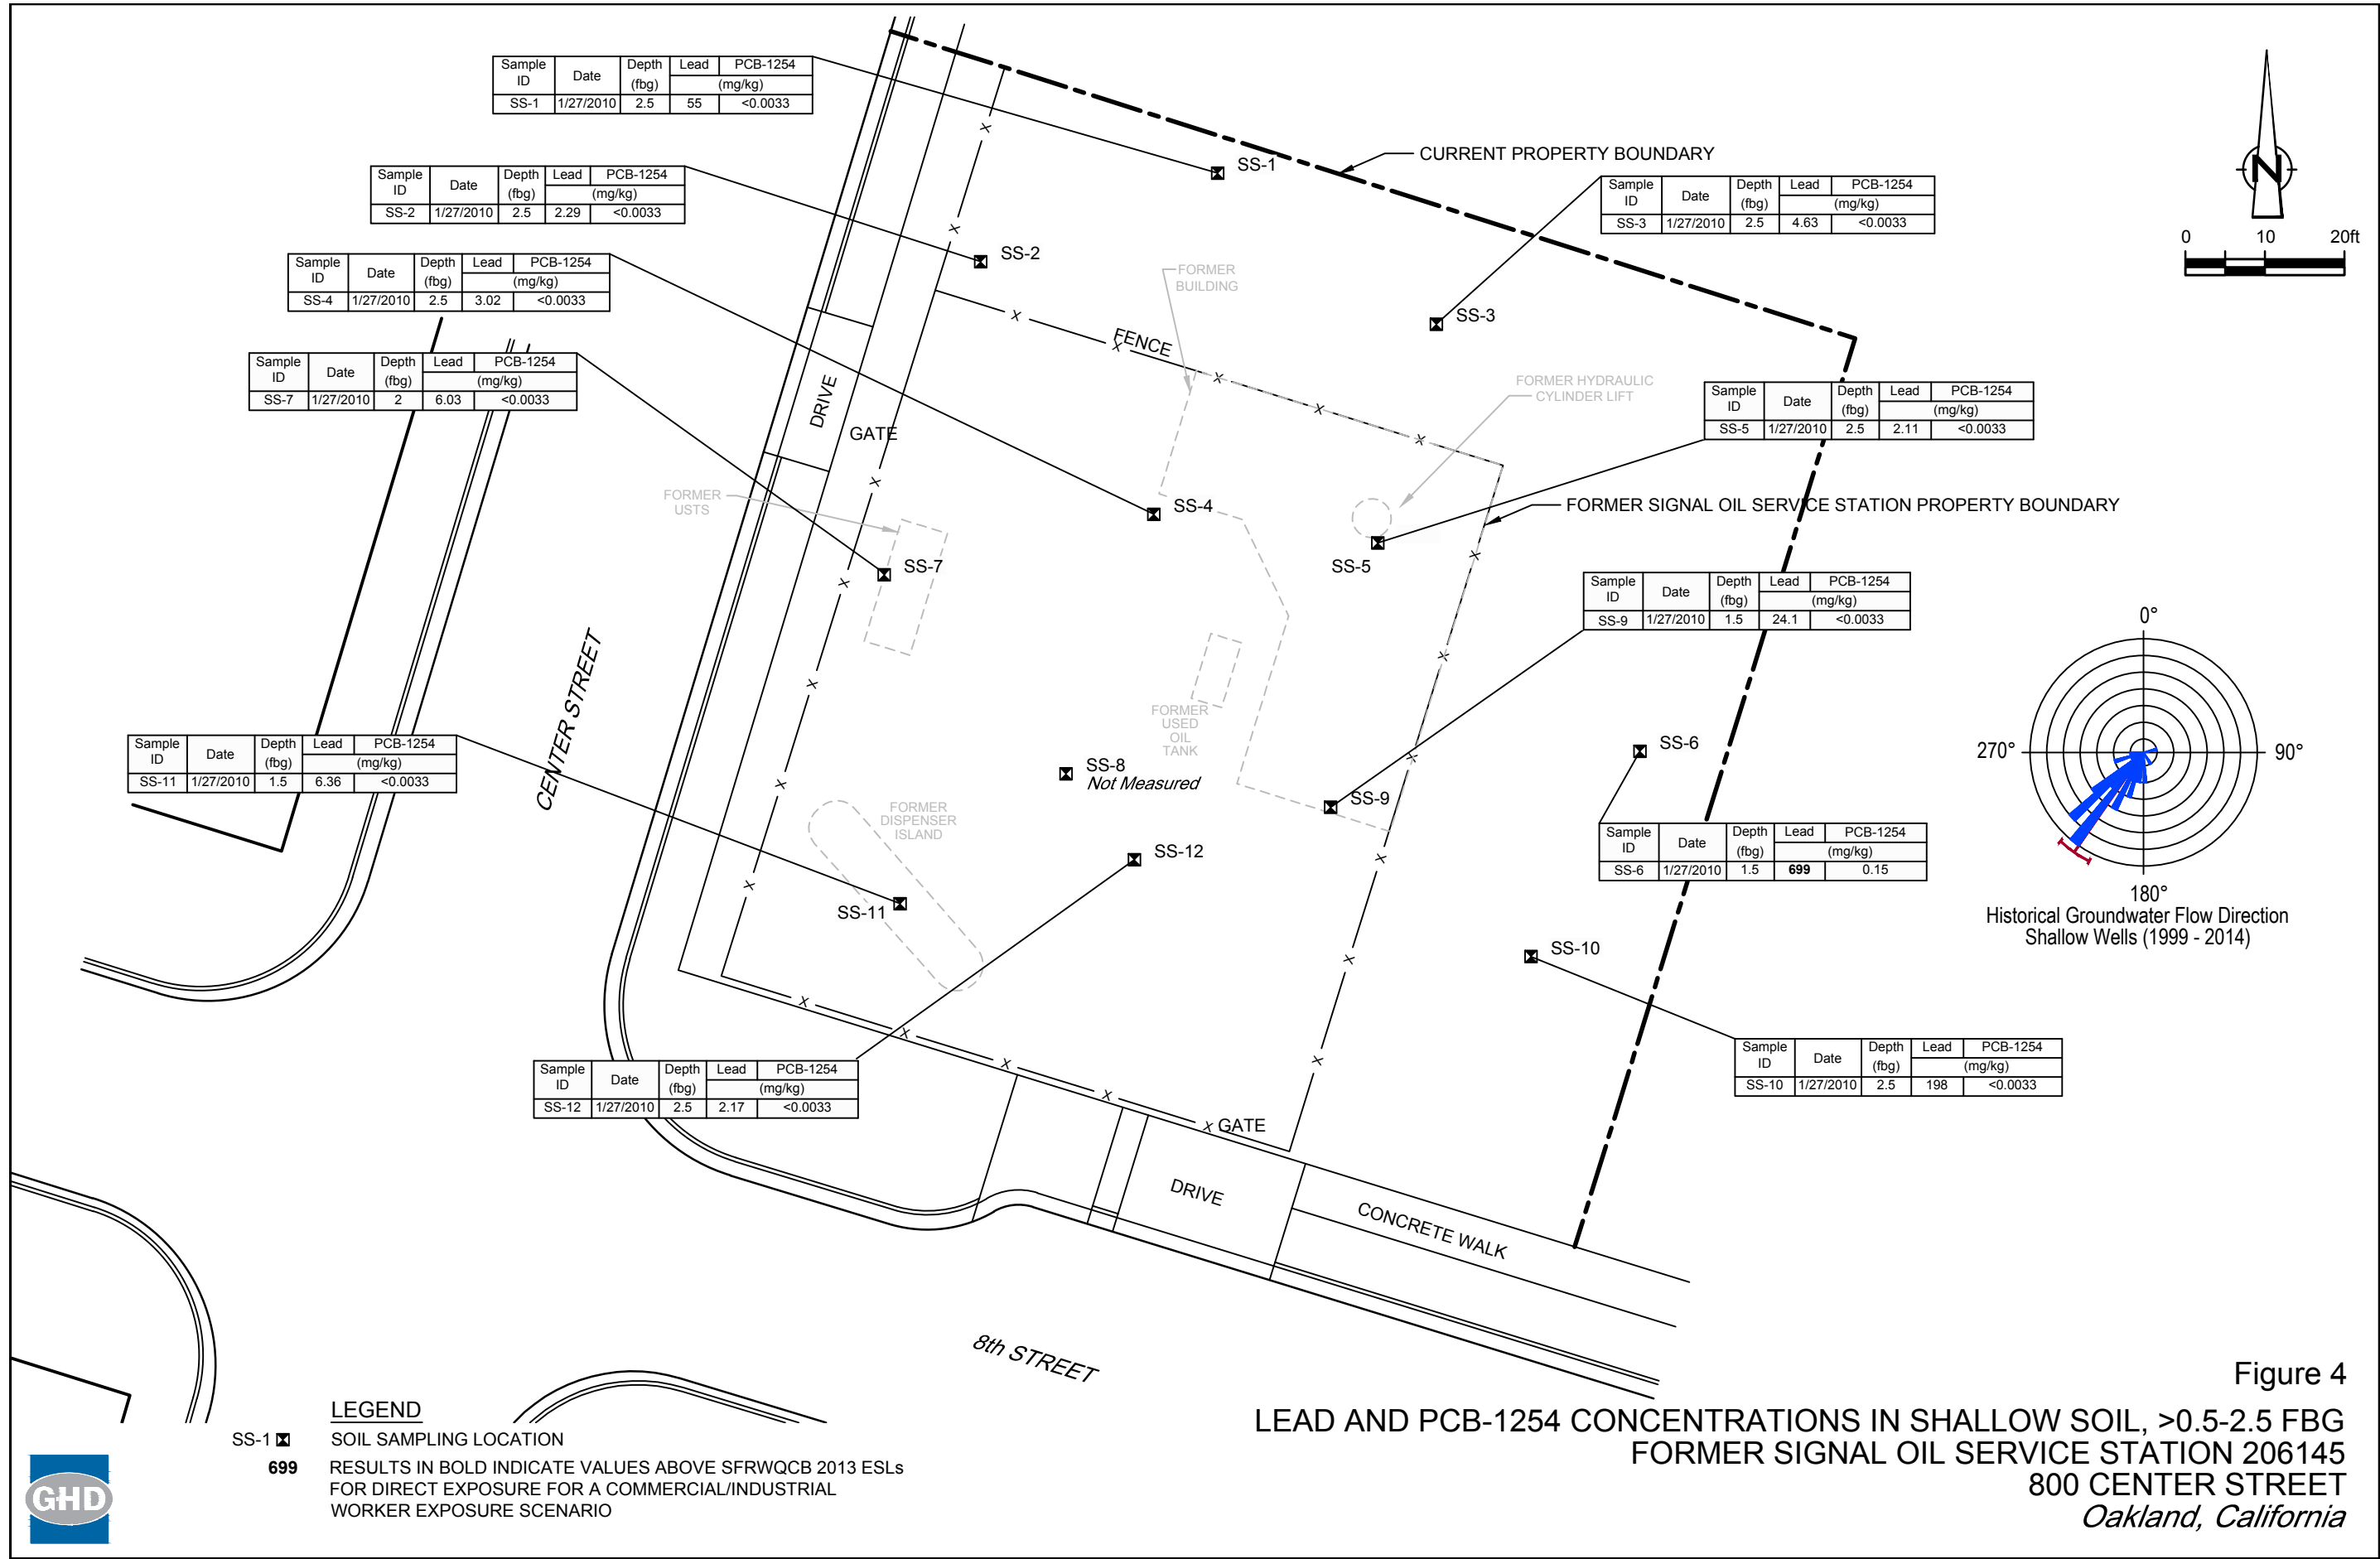 Sample ID Date Depth (fbg) Lead PCB-1254 (mg/kg)
SS-1 1/27/2010 2.5 55 <0.0033
Sample ID Date Depth (fbg) Lead PCB-1254 (mg/kg)
SS-2 1/27/2010 2.5 2.29 <0.0033
Sample ID Date Depth (fbg) Lead PCB-1254 (mg/kg)
SS-4 1/27/2010 2.5 3.02 <0.0033
Sample ID Date Depth (fbg) Lead PCB-1254 (mg/kg)
SS-7 1/27/2010 2 6.03 <0.0033
Sample ID Date Depth (fbg) Lead PCB-1254 (mg/kg)
SS-11 1/27/2010 1.5 6.36 <0.0033
Sample ID Date Depth (fbg) Lead PCB-1254 (mg/kg)
SS-12 1/27/2010 2.5 2.17 <0.0033
Sample ID Date Depth (fbg) Lead PCB-1254 (mg/kg)
SS-3 1/27/2010 2.5 4.63 <0.0033
Sample ID Date Depth (fbg) Lead PCB-1254 (mg/kg)
SS-5 1/27/2010 2.5 2.11 <0.0033
Sample ID Date Depth (fbg) Lead PCB-1254 (mg/kg)
SS-9 1/27/2010 1.5 24.1 <0.0033
Sample ID Date Depth (fbg) Lead PCB-1254 (mg/kg)
SS-6 1/27/2010 1.5 699 0.15
Sample ID Date Depth (fbg) Lead PCB-1254 (mg/kg)
SS-10 1/27/2010 2.5 198 <0.0033
SS-1
CURRENT PROPERTY BOUNDARY
N
0 10 20ft
SS-2
FORMER
BUILDING
SS-3
FENCE
DRIVE
GATE
FORMER HYDRAULIC
CYLINDER LIFT
FORMER
USTS
SS-4
FORMER SIGNAL OIL SERVICE STATION PROPERTY BOUNDARY
SS-5
SS-7
CENTER STREET
FORMER
USED
OIL
TANK
SS-6
SS-8
Not Measured
SS-9
FORMER
DISPENSER
ISLAND
SS-12
SS-11
SS-10
0°
270°
90°
180°
Historical Groundwater Flow Direction
Shallow Wells (1999 - 2014)
GATE
DRIVE
CONCRETE WALK
8th STREET
LEGEND
SS-1 SOIL SAMPLING LOCATION
699 RESULTS IN BOLD INDICATE VALUES ABOVE SFRWQCB 2013 ESLs
FOR DIRECT EXPOSURE FOR A COMMERCIAL/INDUSTRIAL
WORKER EXPOSURE SCENARIO
GHD
Figure 4
LEAD AND PCB-1254 CONCENTRATIONS IN SHALLOW SOIL, >0.5-2.5 FBG
FORMER SIGNAL OIL SERVICE STATION 206145
800 CENTER STREET
Oakland, California